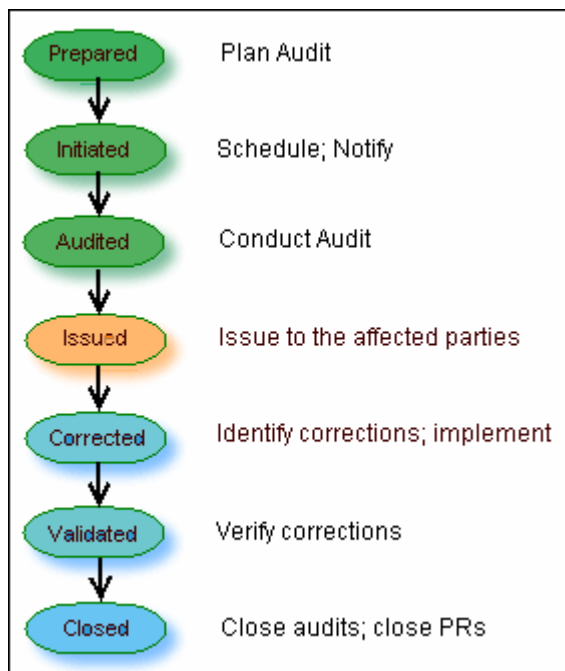 Prepared Plan Audit
Initiated Schedule; Notify
Audited Conduct Audit
Issued Issue to the affected parties
Corrected Identify corrections; implement
Validated Verify corrections
Closed Close audits; close PRs